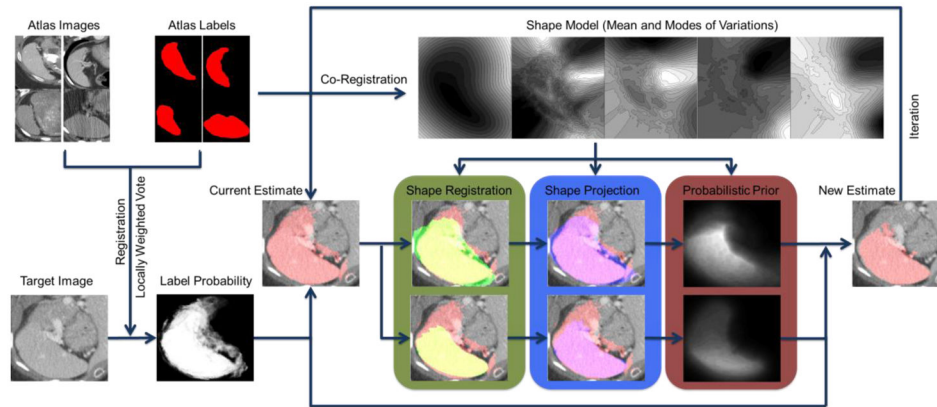 Atlas Images
Atlas Labels
Shape Model (Mean and Modes of Variations)
Co-Registration
Iteration
Registration
Locally Weighted Vote
Current Estimate
Shape Registration
Shape Projection
Probabilistic Prior
New Estimate
Target Image
Label Probability